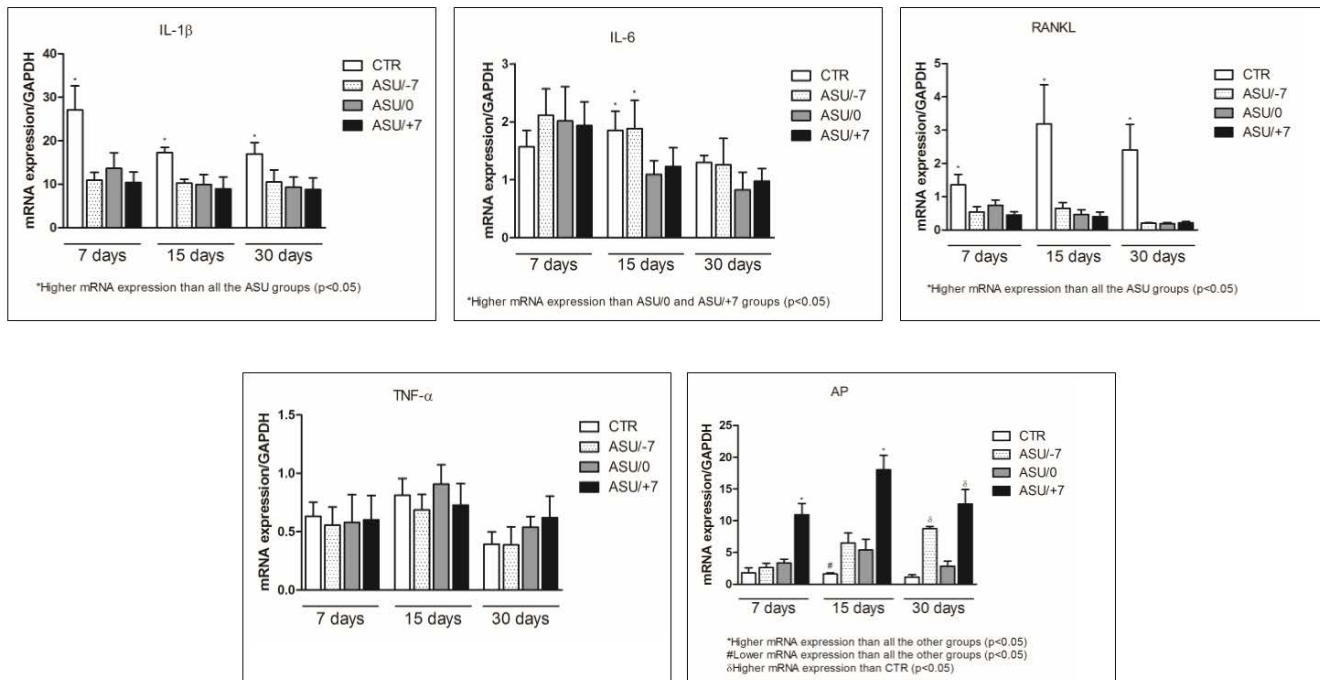 IL-1β
mRNA expression/GAPDH
40
30
20
10
0
CTR
ASU/-7
ASU/0
ASU/+7
*
*
*
7 days
15 days
30 days
*Higher mRNA expression than all the ASU groups (p<0.05)
IL-6
mRNA expression/GAPDH
3
2
1
0
CTR
ASU/-7
ASU/0
ASU/+7
*
*
7 days
15 days
30 days
*Higher mRNA expression than ASU/0 and ASU/+7 groups (p<0.05)
RANKL
mRNA expression/GAPDH
5
4
3
2
1
0
CTR
ASU/-7
ASU/0
ASU/+7
*
*
*
7 days
15 days
30 days
*Higher mRNA expression than all the ASU groups (p<0.05)
TNF-α
mRNA expression/GAPDH
1.5
1.0
0.5
0.0
CTR
ASU/-7
ASU/0
ASU/+7
7 days
15 days
30 days
AP
mRNA expression/GAPDH
25
20
15
10
5
0
CTR
ASU/-7
ASU/0
ASU/+7
*
#
*
δ
δ
7 days
15 days
30 days
*Higher mRNA expression than all the other groups (p<0.05)
#Lower mRNA expression than all the other groups (p<0.05)
δHigher mRNA expression than CTR (p<0.05)